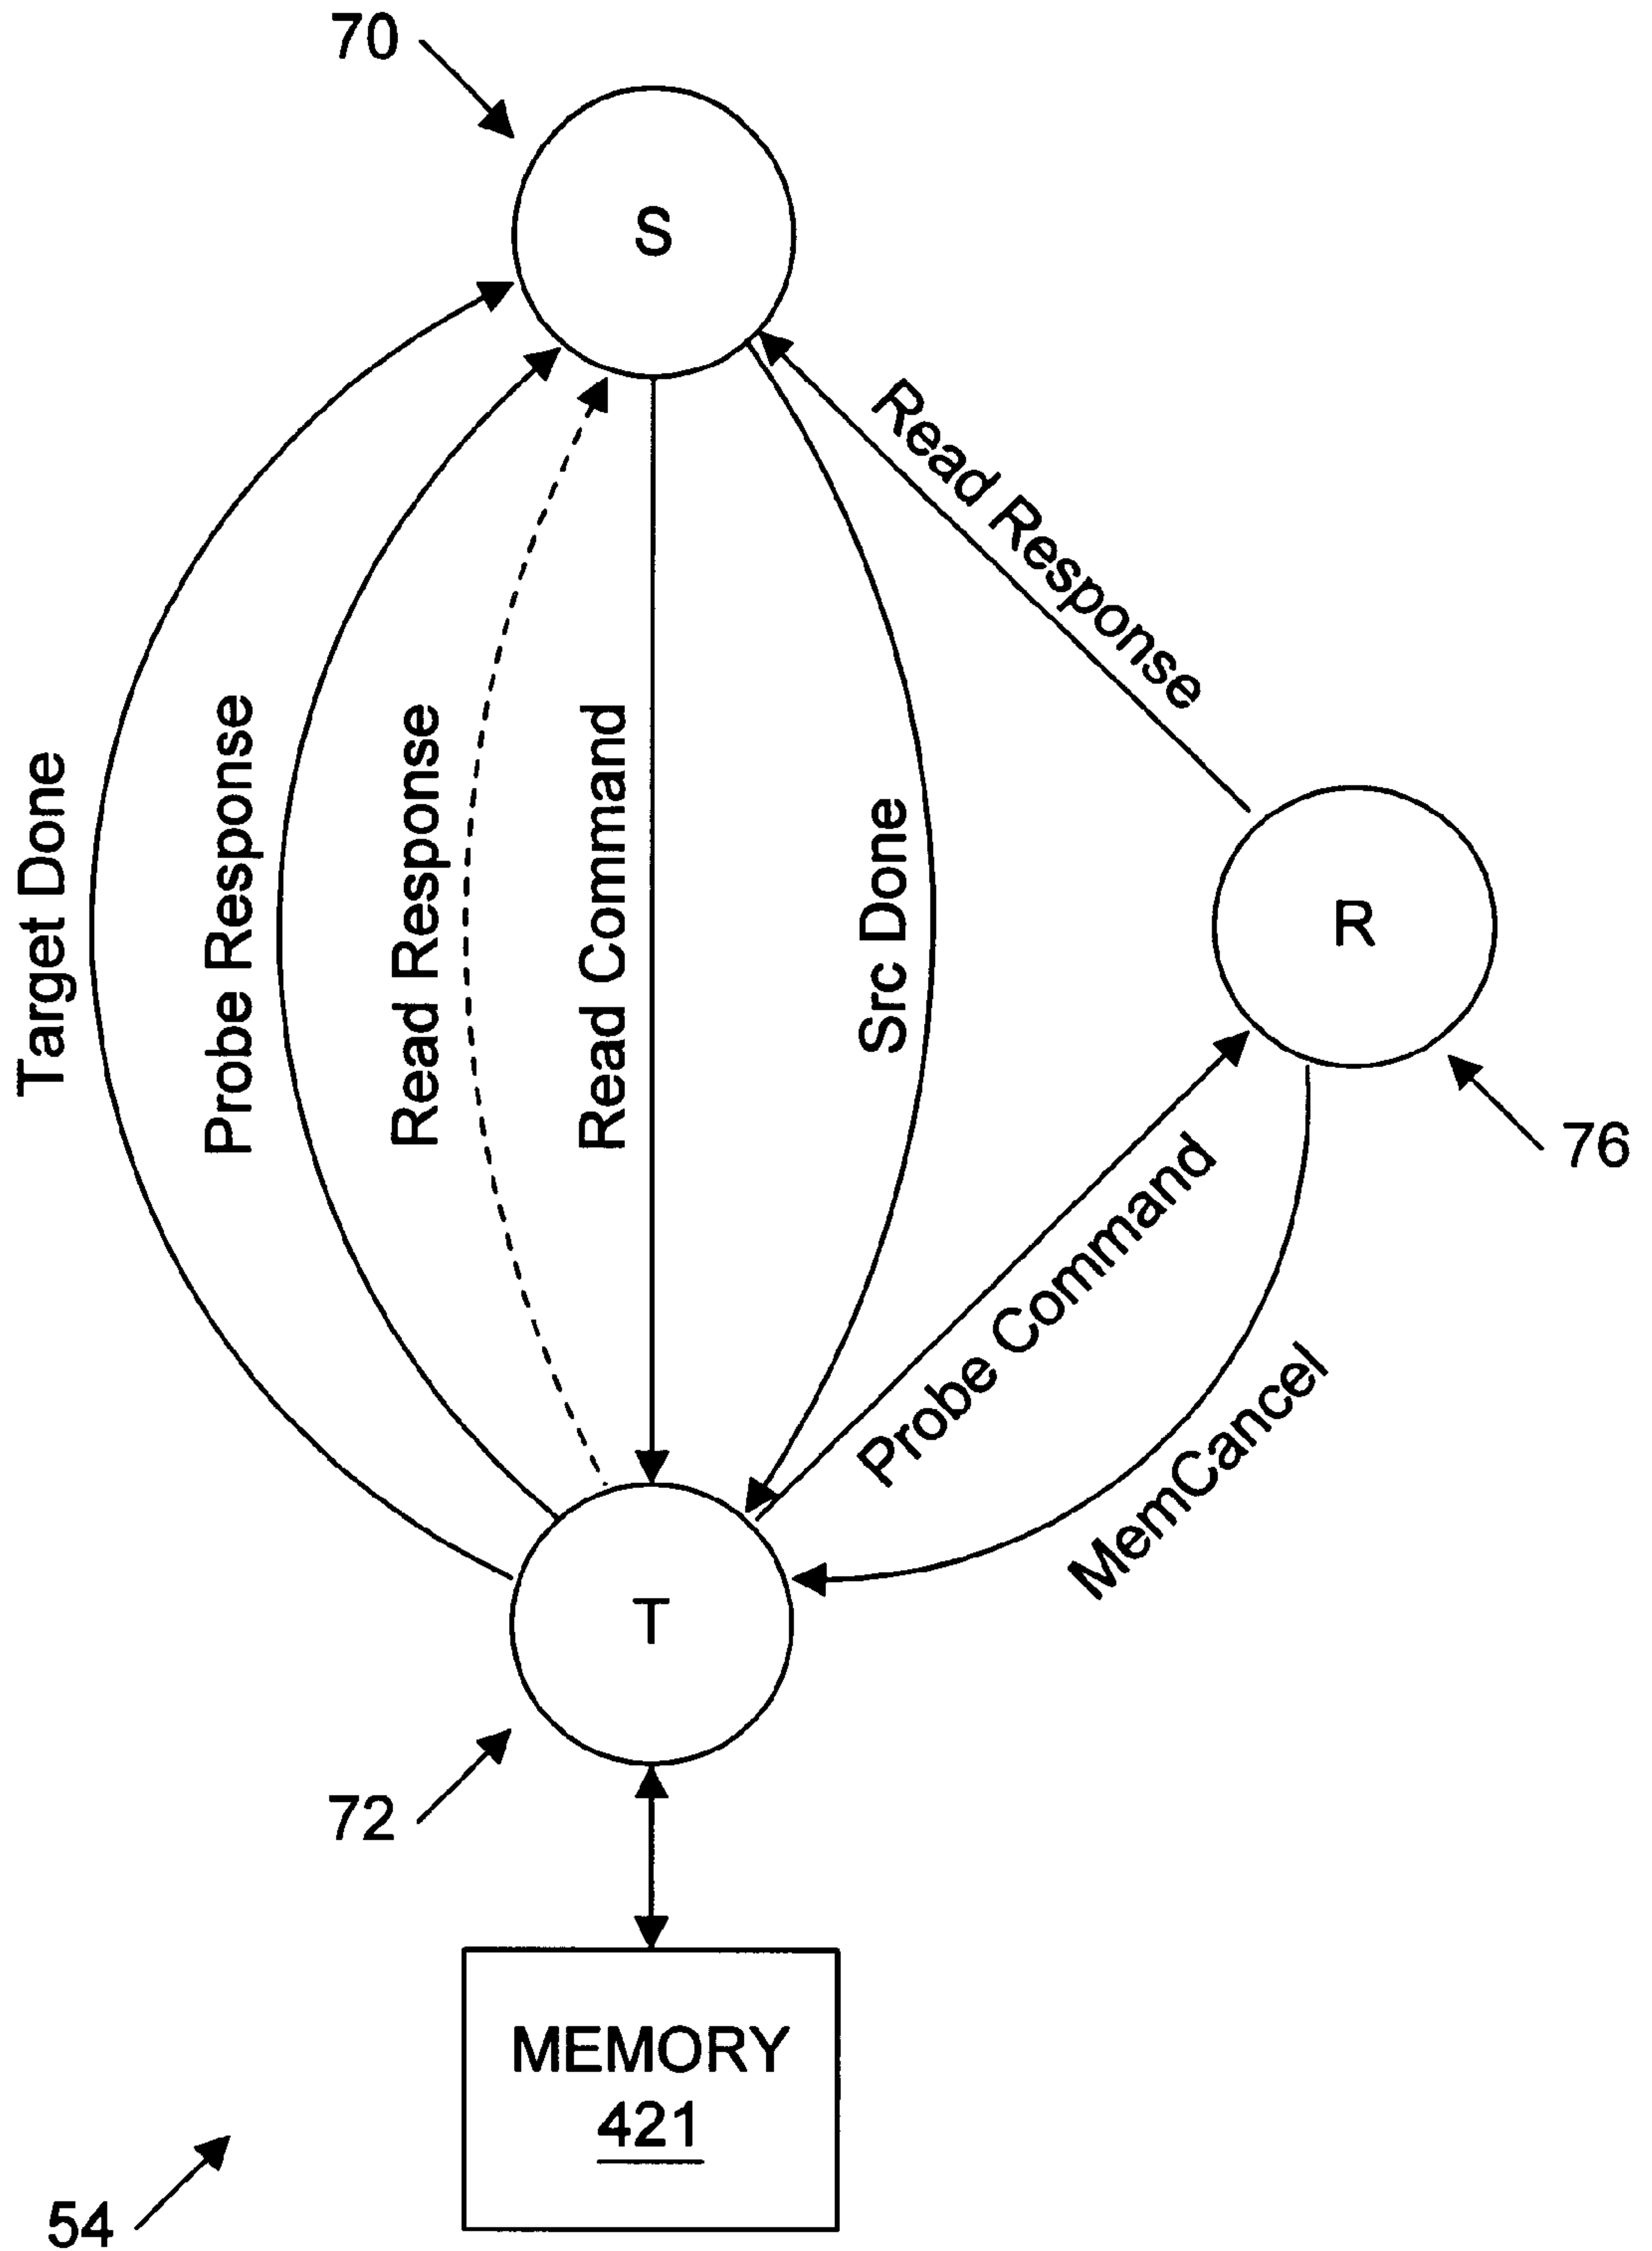 70
S
Read Response
Target Done
Probe Response
Read Response
Read Command
Src Done
R
76
Probe Command
MemCancel
T
72
MEMORY
421
54